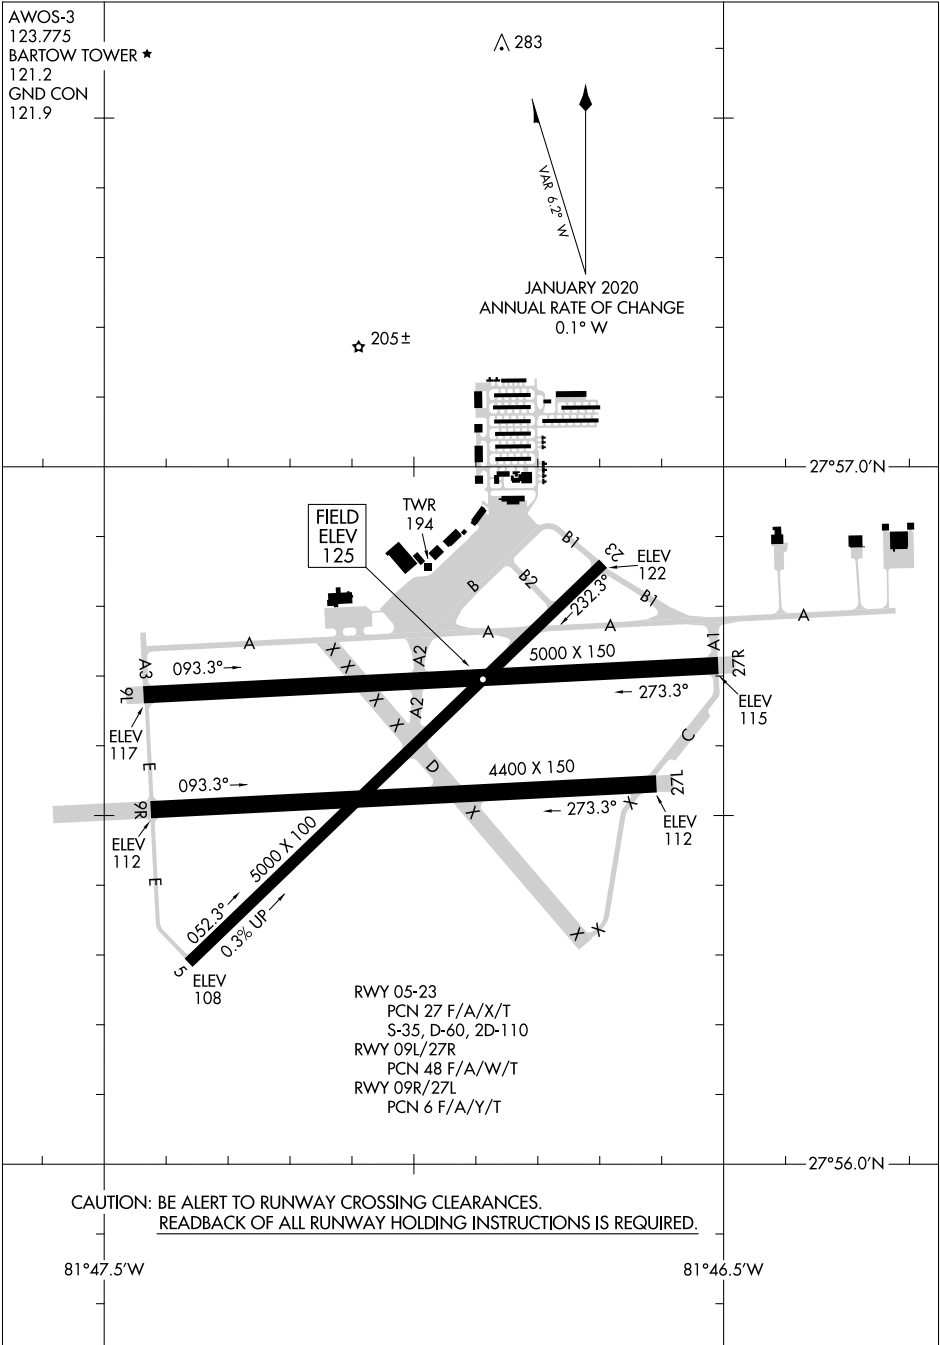 AWOS-3
123.775
BARTOW TOWER ★
121.2
GND CON
121.9
283
VAR 6.2° W
JANUARY 2020
ANNUAL RATE OF CHANGE
0.1° W
205±
27°57.0'N
FIELD
ELEV
125
TWR
194
B1
23
ELEV
122
B
B2
232.3°
B1
A
A
A
A
A1
A2
X
X
5000 X 150
27R
A3
093.3°
9L
273.3°
ELEV
115
X
A2
X
C
ELEV
117
E
D
4400 X 150
27L
093.3°
9R
273.3°
X
X
ELEV
112
ELEV
112
5000 X 100
E
052.3°
0.3% UP
X
X
5
ELEV
108
RWY 05-23
PCN 27 F/A/X/T
S-35, D-60, 2D-110
RWY 09L/27R
PCN 48 F/A/W/T
RWY 09R/27L
PCN 6 F/A/Y/T
27°56.0'N
CAUTION: BE ALERT TO RUNWAY CROSSING CLEARANCES.
READBACK OF ALL RUNWAY HOLDING INSTRUCTIONS IS REQUIRED.
81°47.5'W
81°46.5'W